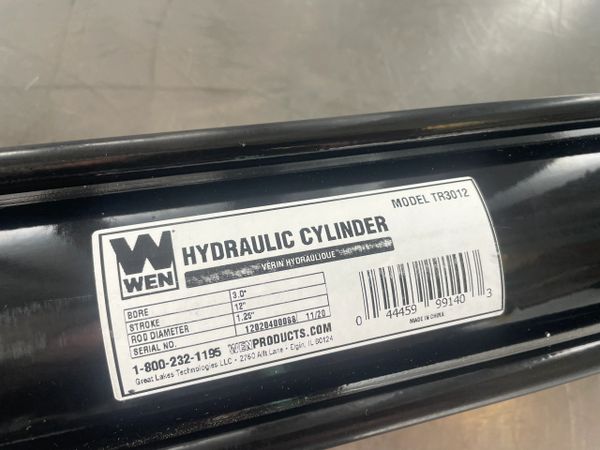 MODEL TR3012
WEN
HYDRAULIC CYLINDER
VÉRIN HYDRAULIQUE
BORE 3.0"
STROKE 12"
ROD DIAMETER 1.25"
SERIAL NO. 11/20
1-800-232-1195 WENPRODUCTS.COM
Great Lakes Technologies LLC •
Lane • Elgin, IL 60124
0 44459 99140 3
MADE IN CHINA